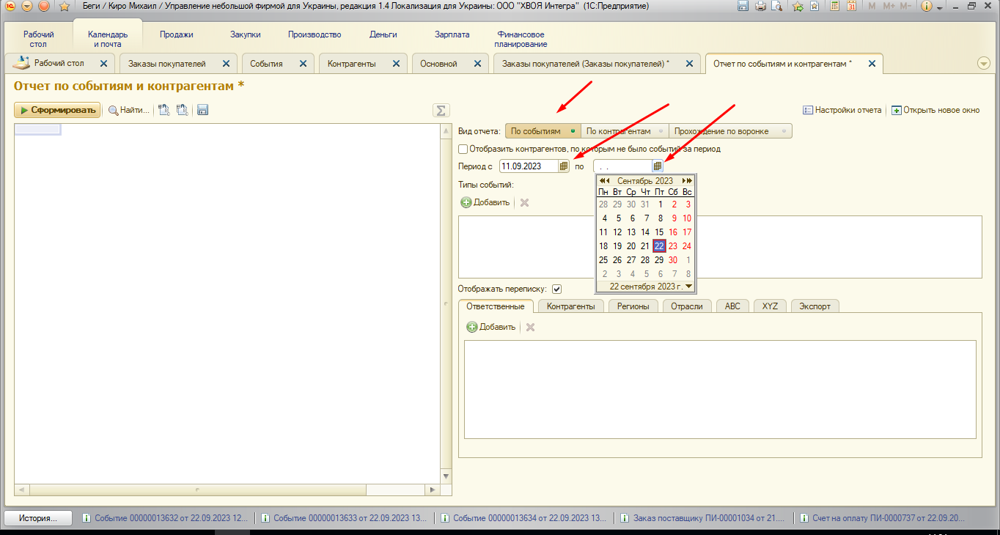 Беги / Киро Михаил / Управление небольшой фирмой для Украины, редакция 1.4 Локализация для Украины: ООО "ХВОЯ Интегра" (1С:Предприятие)
M M+ M-
Рабочий стол
Календарь и почта
Продажи
Закупки
Производство
Деньги
Зарплата
Финансовое планирование
Рабочий стол
Заказы покупателей
События
Контрагенты
Основной
Заказы покупателей (Заказы покупателей) *
Отчет по событиям и контрагентам *
Отчет по событиям и контрагентам *
Сформировать
Найти...
Σ
Настройки отчета
Открыть новое окно
Вид отчета: По событиям По контрагентам Прохождение по воронке
Отобразить контрагентов, по которым не было событий за период
Период с 11.09.2023 по . .
Сентябрь 2023
Пн Вт Ср Чт Пт Сб Вс
28 29 30 31 1 2 3
4 5 6 7 8 9 10
11 12 13 14 15 16 17
18 19 20 21 22 23 24
25 26 27 28 29 30 1
2 3 4 5 6 7 8
22 сентября 2023 г.
Типы событий:
Добавить
Отображать переписку:
Ответственные Контрагенты Регионы Отрасли ABC XYZ Экспорт
Добавить
История...
Событие 00000013632 от 22.09.2023 12...
Событие 00000013633 от 22.09.2023 13...
Событие 00000013634 от 22.09.2023 13...
Заказ поставщику ПИ-00001034 от 21....
Счет на оплату ПИ-0000737 от 22.09.20...